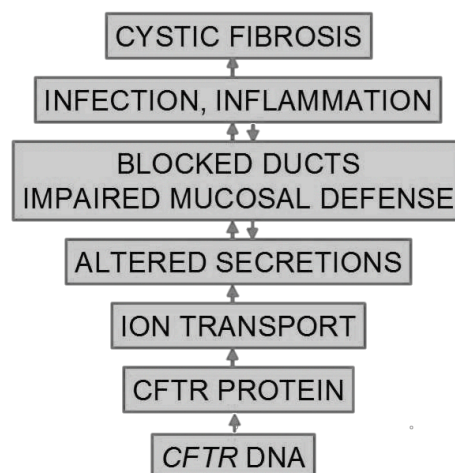 CYSTIC FIBROSIS
INFECTION, INFLAMMATION
BLOCKED DUCTS
IMPAIRED MUCOSAL DEFENSE
ALTERED SECRETIONS
ION TRANSPORT
CFTR PROTEIN
CFTR DNA